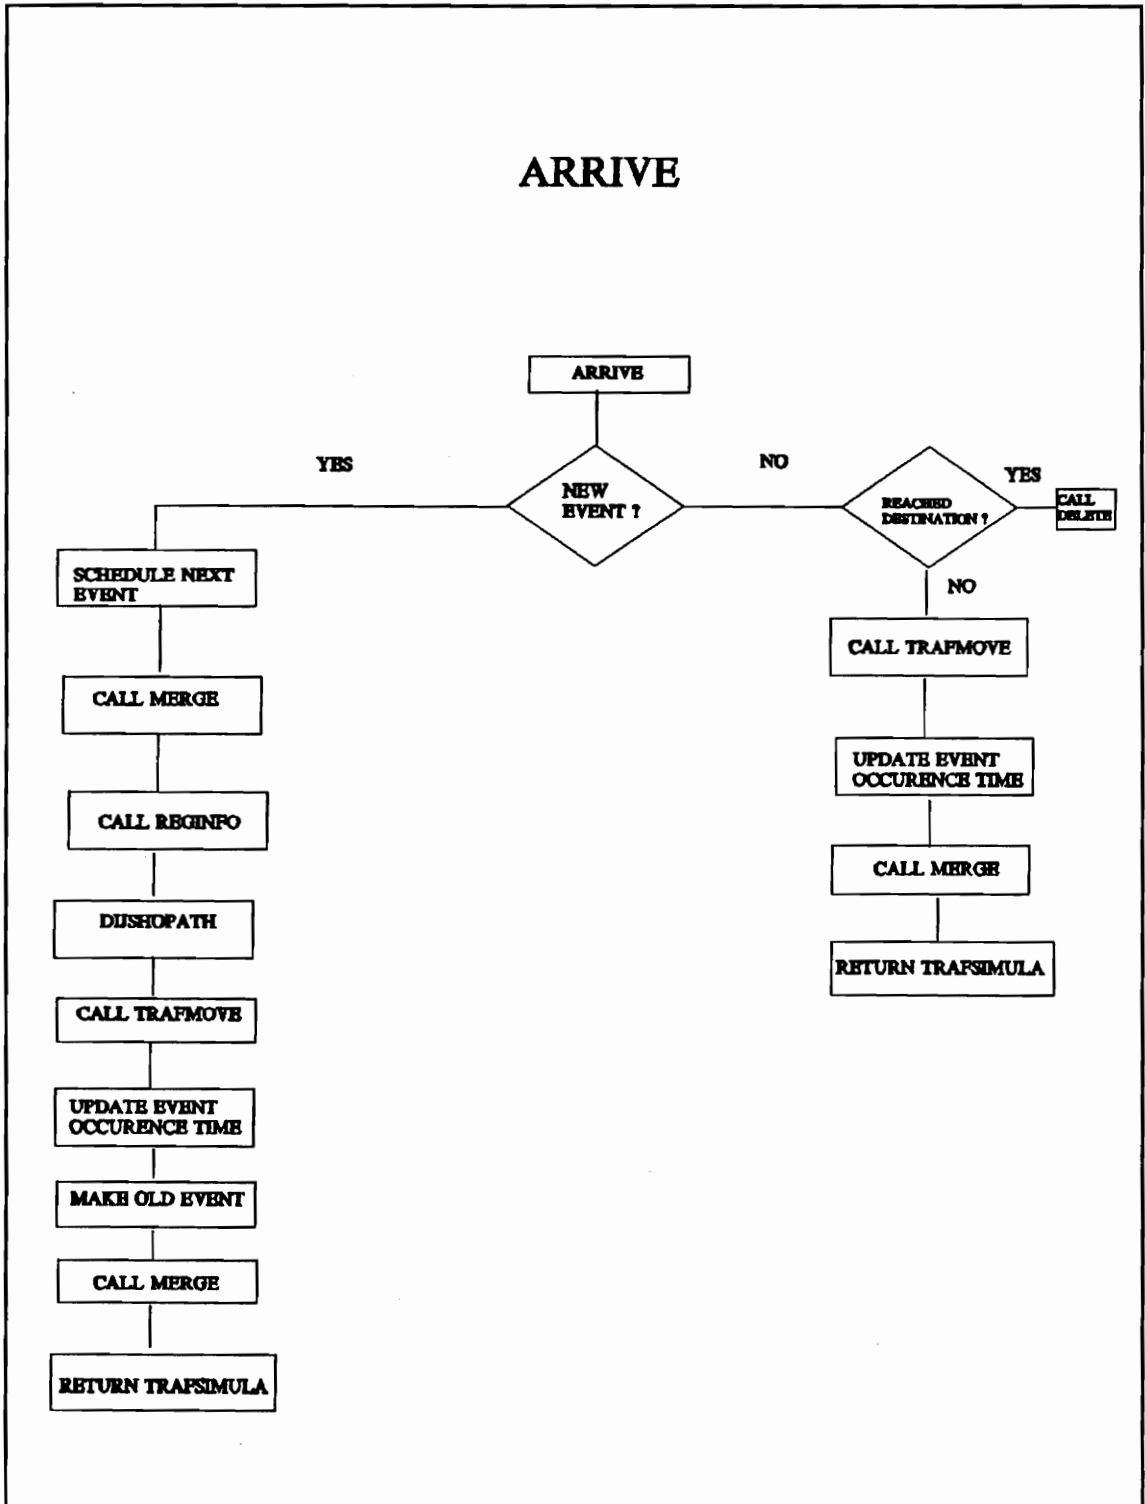 ARRIVE
ARRIVE
YES
NEW
EVENT ?
NO
REACHED
DESTINATION ?
YES
CALL
DELETE
NO
SCHEDULE NEXT
EVENT
CALL MERGE
CALL REGINFO
DIJSHOPATH
CALL TRAFMOVE
UPDATE EVENT
OCCURENCE TIME
MAKE OLD EVENT
CALL MERGE
RETURN TRAFSIMULA
CALL TRAFMOVE
UPDATE EVENT
OCCURENCE TIME
CALL MERGE
RETURN TRAFSIMULA